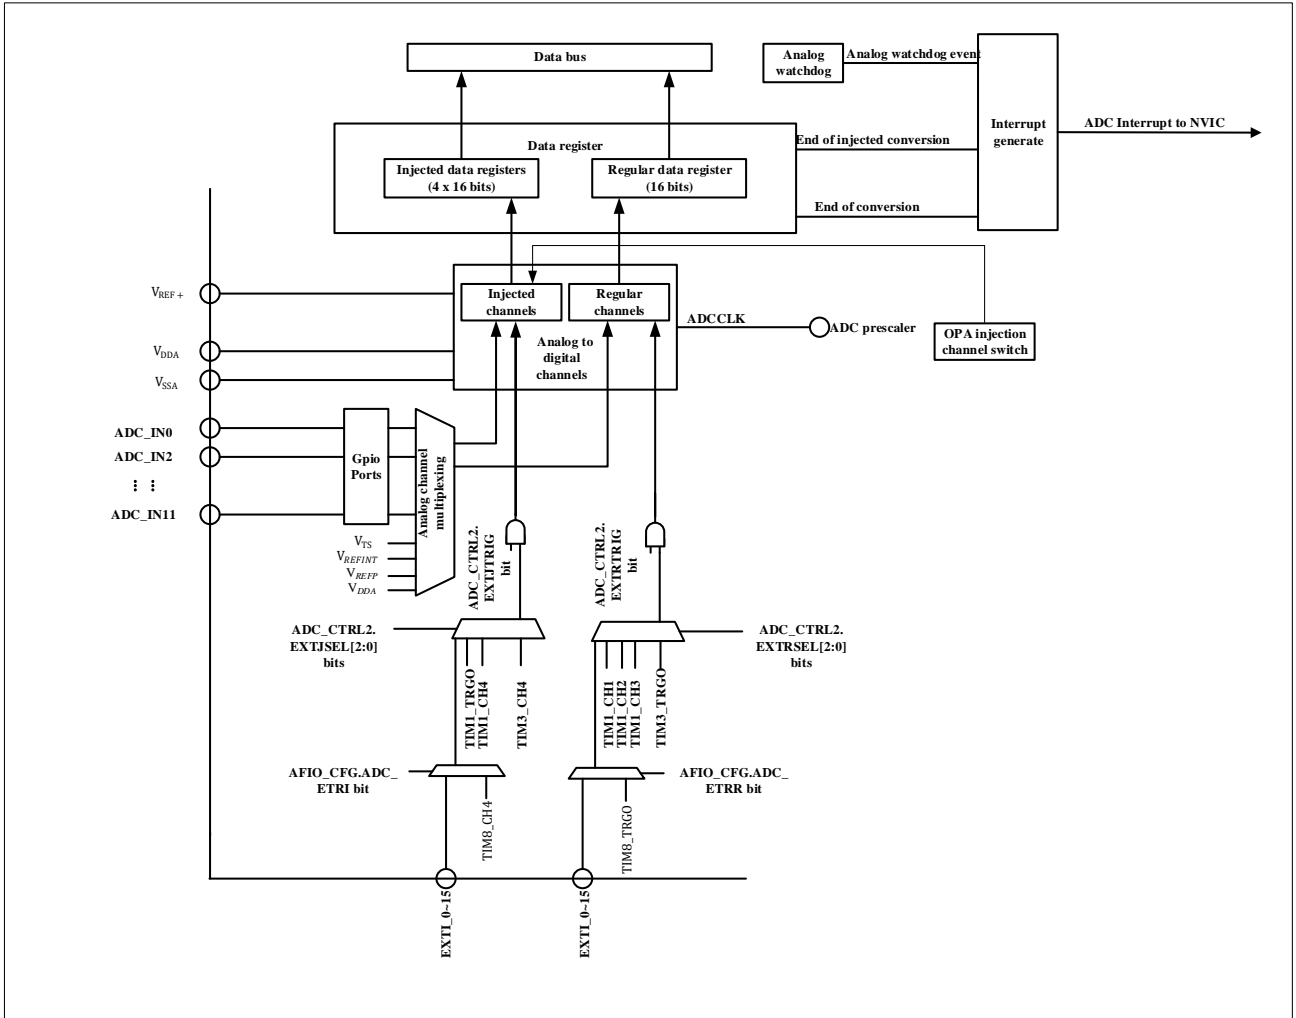 Data bus
Analog
watchdog
Analog watchdog event
Interrupt
generate
ADC Interrupt to NVIC
Data register
End of injected conversion
Injected data registers
(4 x 16 bits)
Regular data register
(16 bits)
End of conversion
VREF+
Injected
channels
Regular
channels
ADCCLK
ADC prescaler
OPA injection
channel switch
Analog to
digital
channels
VDDA
VSSA
ADC_IN0
ADC_IN2
⋮ ⋮
ADC_IN11
Gpio
Ports
Analog channel
multiplexing
VTS
VREFINT
VREFP
VDDA
ADC_CTRL2.
EXTJTRIG
bit
ADC_CTRL2.
EXTRTRIG
bit
ADC_CTRL2.
EXTJSEL[2:0]
bits
ADC_CTRL2.
EXTRSEL[2:0]
bits
TIM1_TRGO
TIM1_CH4
TIM3_CH4
TIM1_CH1
TIM1_CH2
TIM1_CH3
TIM3_TRGO
AFIO_CFG.ADC_
ETRI bit
AFIO_CFG.ADC_
ETRR bit
TIM8_CH4
TIM8_TRGO
EXTI_0~15
EXTI_0~15